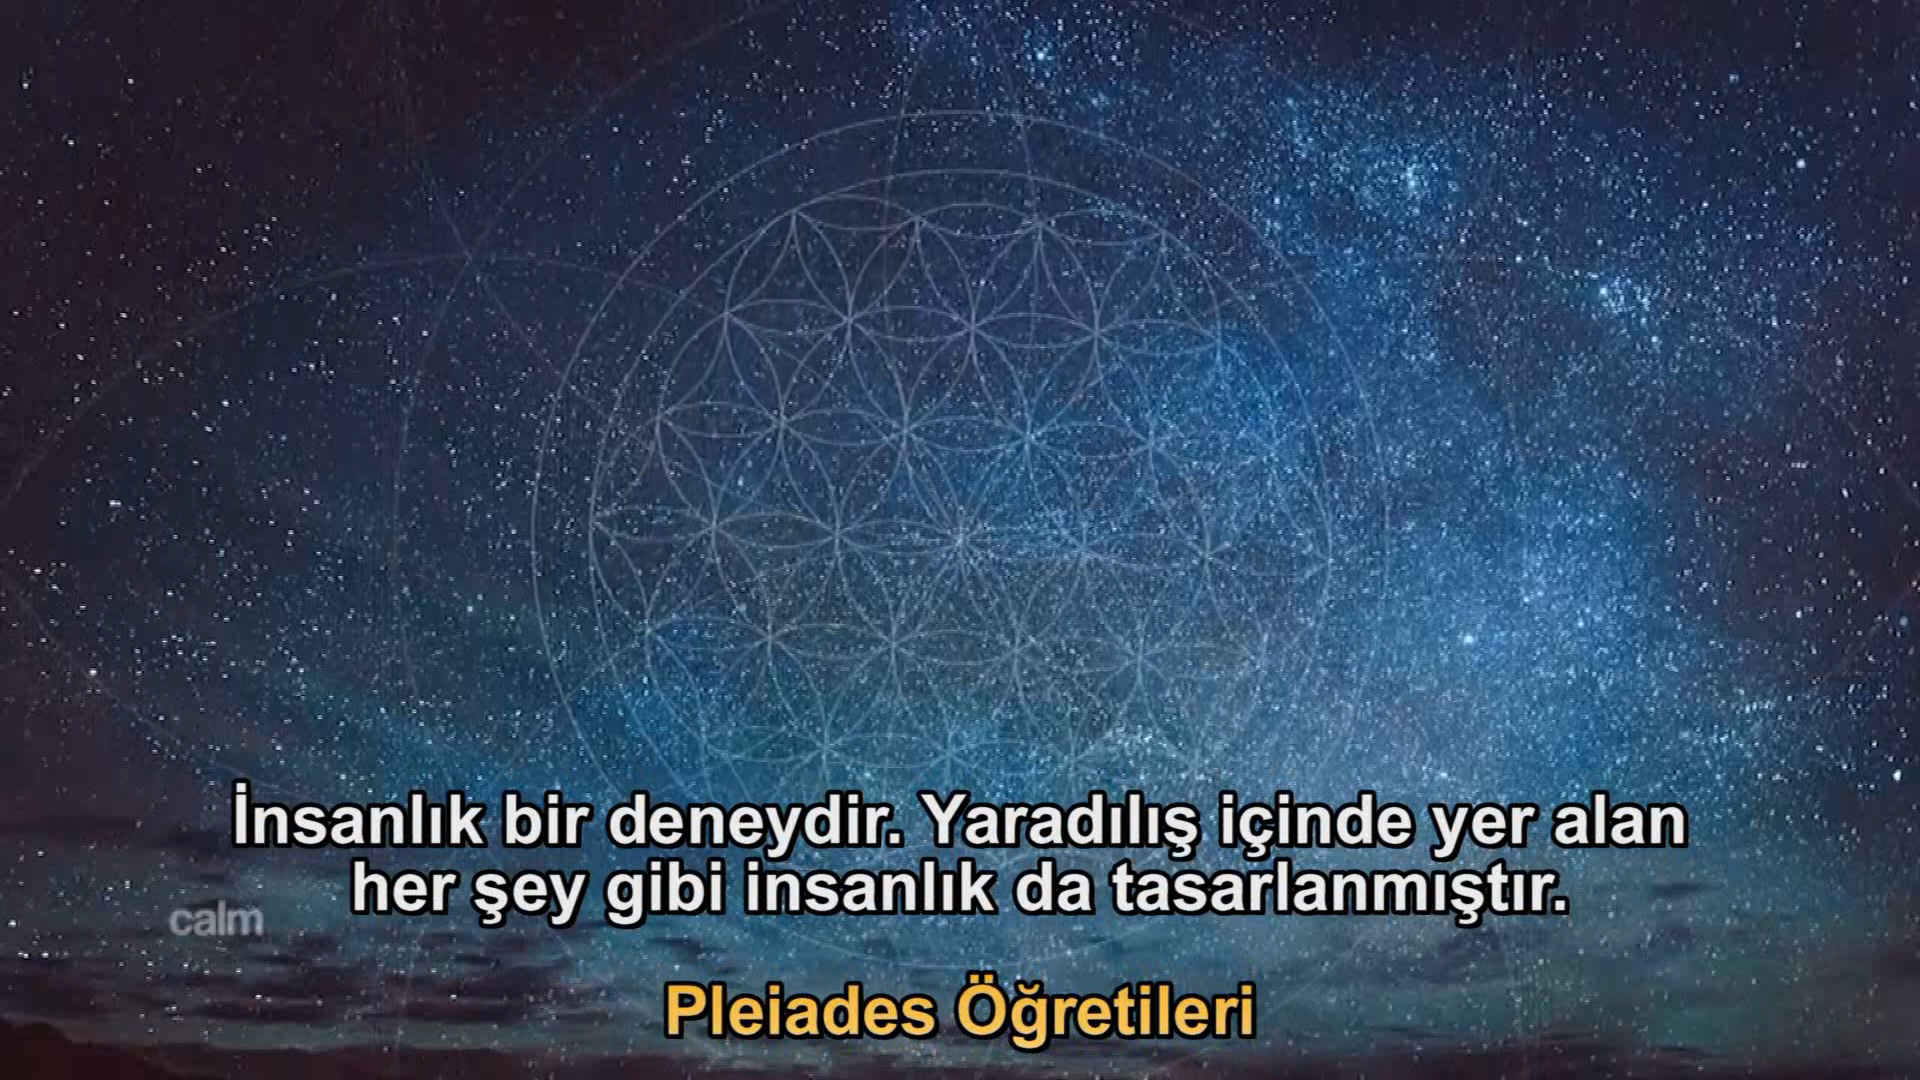 İnsanlık bir deneydir. Yaradılış içinde yer alan
her şey gibi insanlık da tasarlanmıştır.
calm
Pleiades Öğretileri